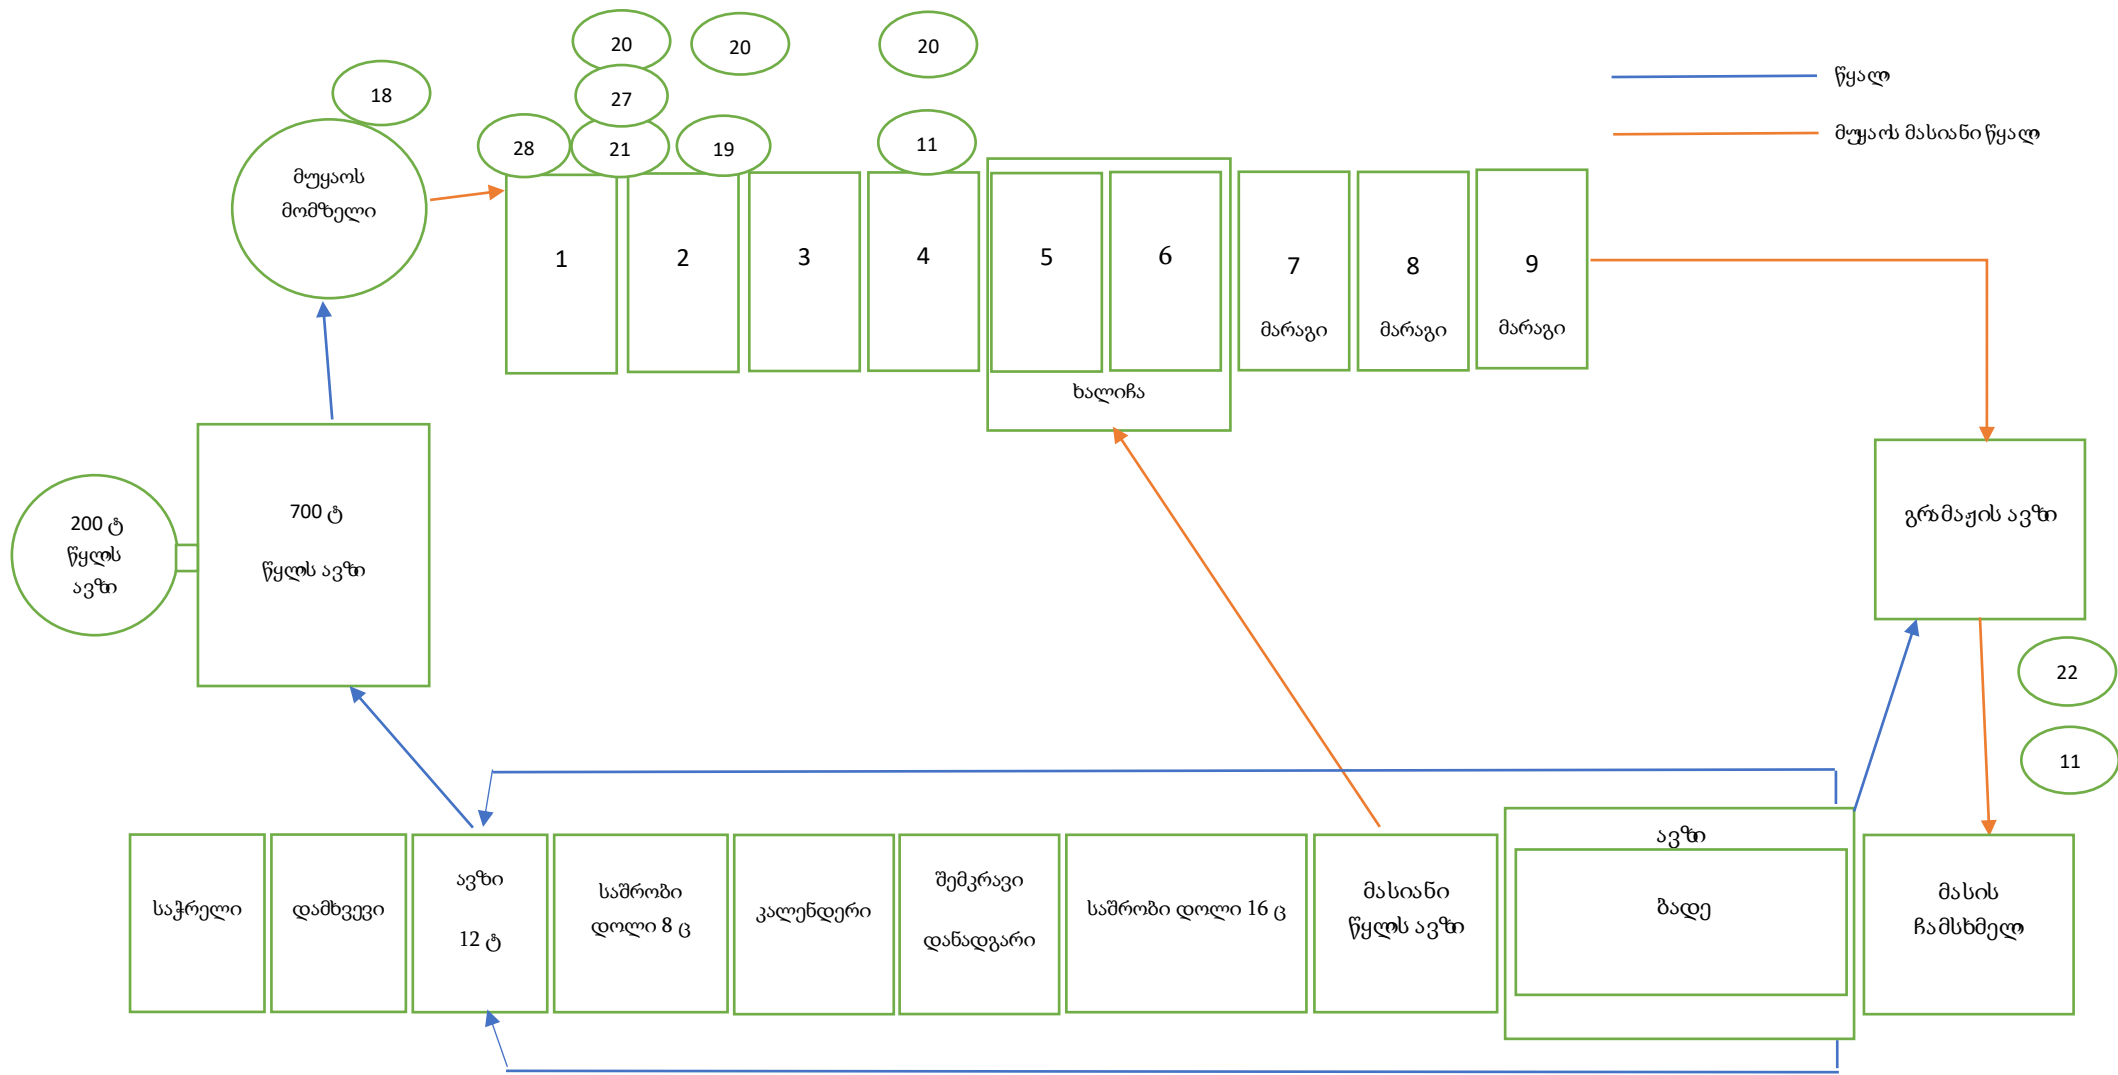 20
20
20
18
27
28
21
19
11
წყალი
მუყაოს მასიანი წყალი
მუყაოს
მომზელი
1
2
3
4
5
6
7
მარაგი
8
მარაგი
9
მარაგი
ხალიჩა
200 ტ
წყლის
ავზი
700 ტ
წყლის ავზი
გრამაჟის ავზი
22
11
საჭრელი
დამხვევი
ავზი
12 ტ
საშრობი
დოლი 8 ც
კალენდერი
შემკრავი
დანადგარი
საშრობი დოლი 16 ც
მასიანი
წყლის ავზი
ავზი
ბადე
მასის
ჩამსხმელი